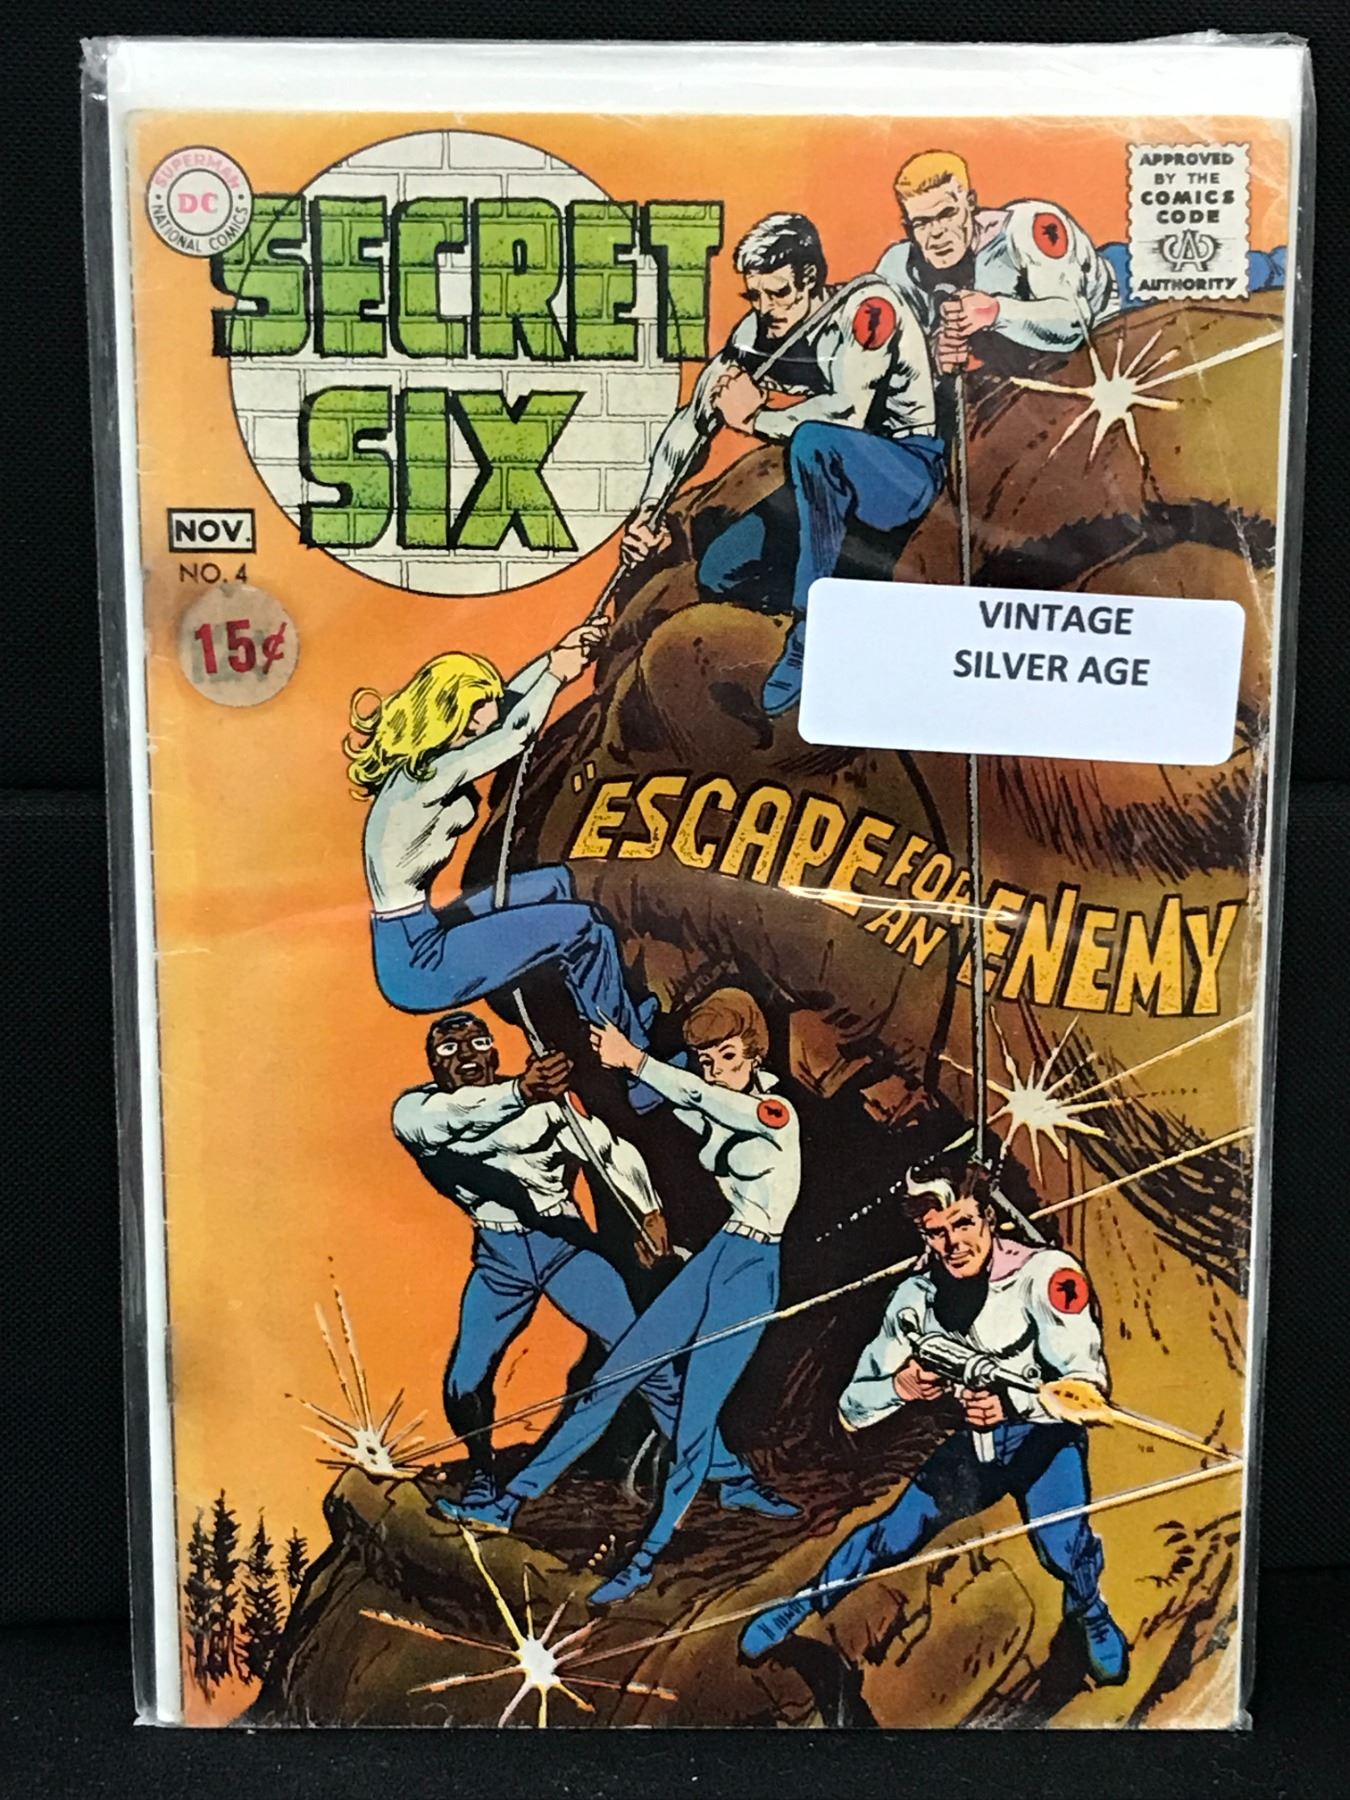 SUPERMAN
DC
NATIONAL COMICS
SECRET
SIX
APPROVED
BY THE
COMICS
CODE
AUTHORITY
NOV.
NO. 4
15¢
VINTAGE
SILVER AGE
"ESCAPE FOR AN ENEMY